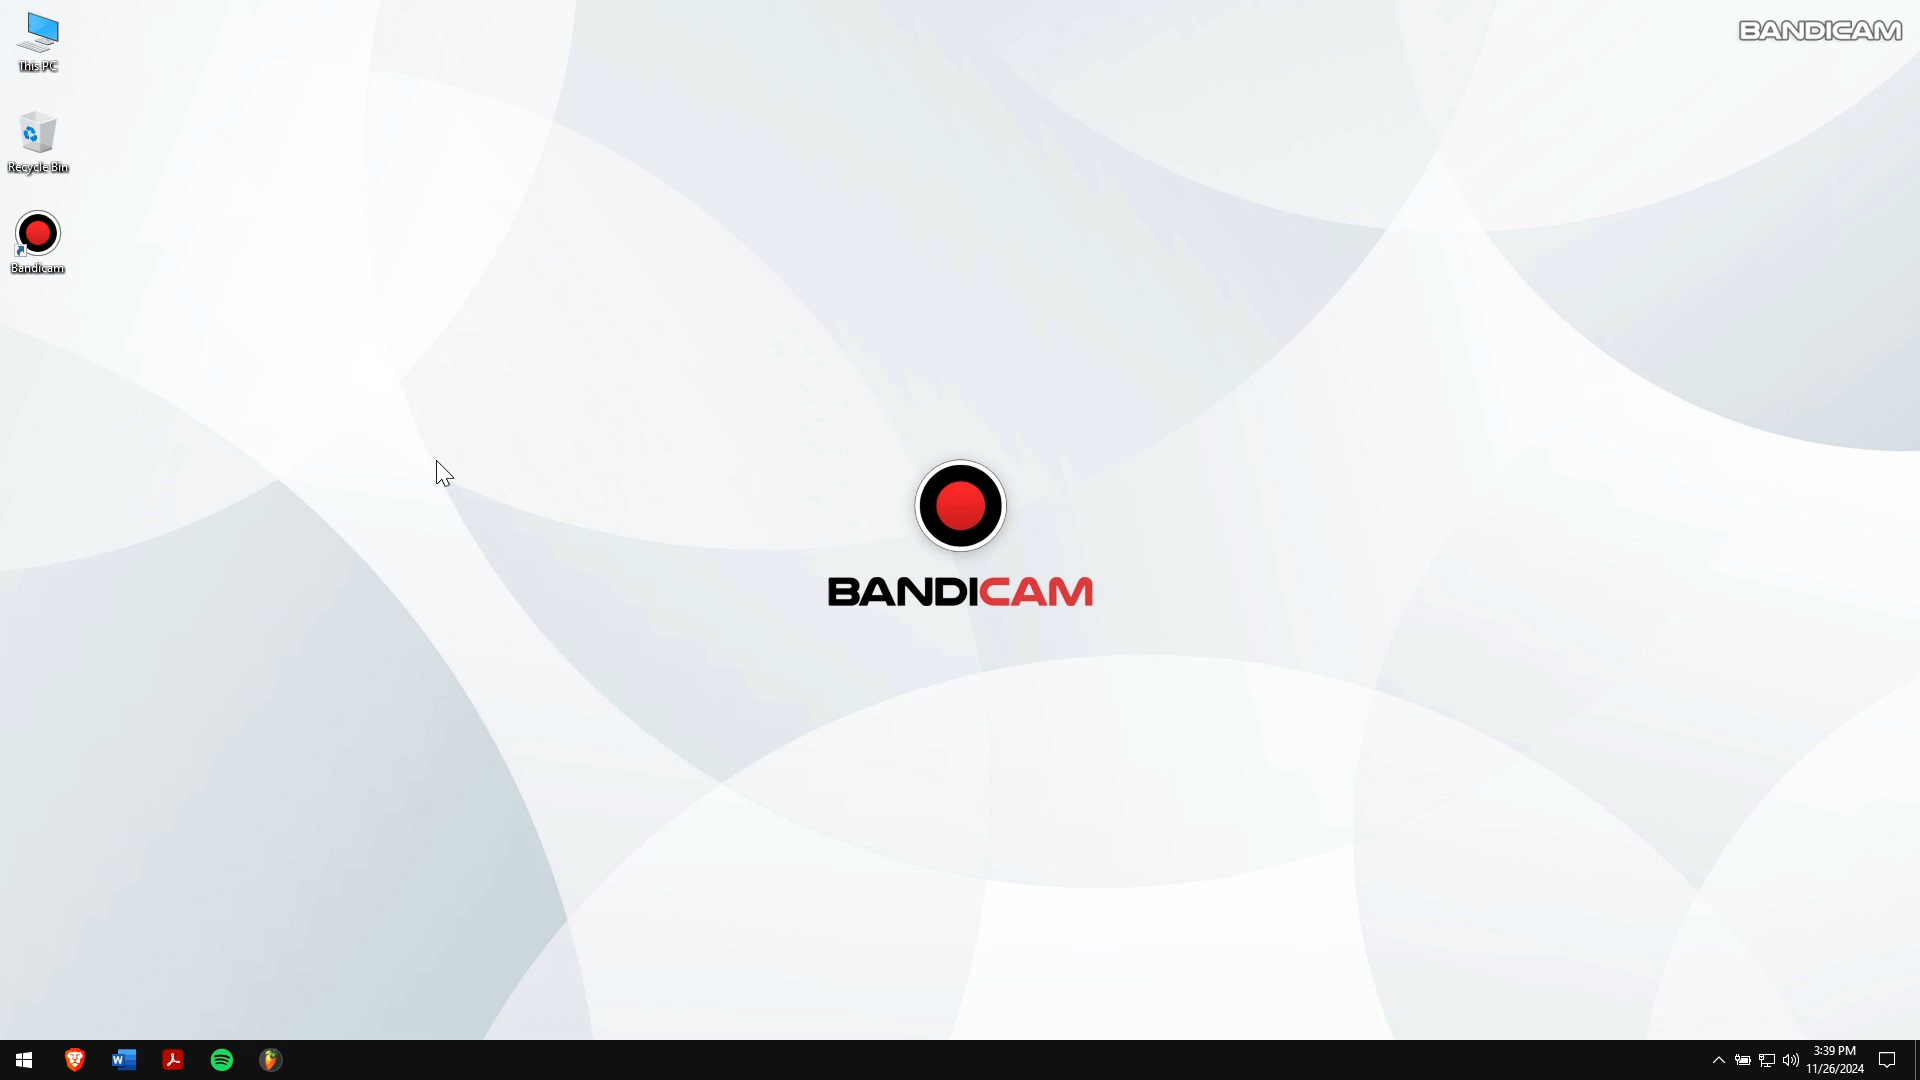 This PC
BANDICAM
Recycle Bin
Bandicam
BANDICAM
3:39 PM
11/26/2024